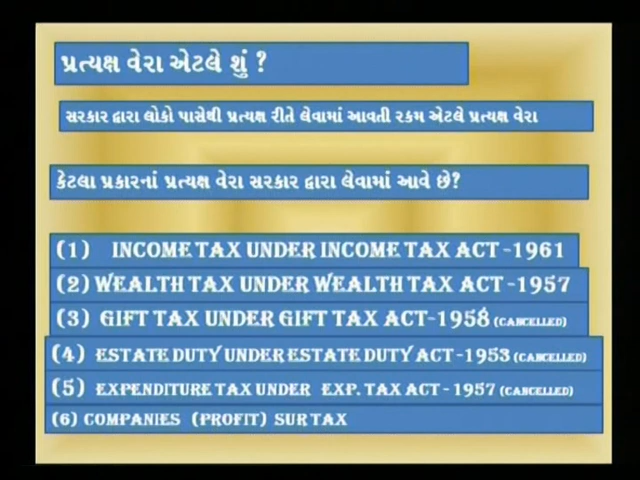 પ્રત્યક્ષ વેરા એટલે શું ?
સરકાર દ્વારા લોકો પાસેથી પ્રત્યક્ષ રીતે લેવામાં આવતી રકમ એટલે પ્રત્યક્ષ વેરા
કેટલા પ્રકારનાં પ્રત્યક્ષ વેરા સરકાર દ્વારા લેવામાં આવે છે?
(1) INCOME TAX UNDER INCOME TAX ACT -1961
(2) WEALTH TAX UNDER WEALTH TAX ACT -1957
(3) GIFT TAX UNDER GIFT TAX ACT-1958 (CANCELLED)
(4) ESTATE DUTY UNDER ESTATE DUTY ACT -1953 (CANCELLED)
(5) EXPENDITURE TAX UNDER EXP. TAX ACT - 1957 (CANCELLED)
(6) COMPANIES (PROFIT) SUR TAX